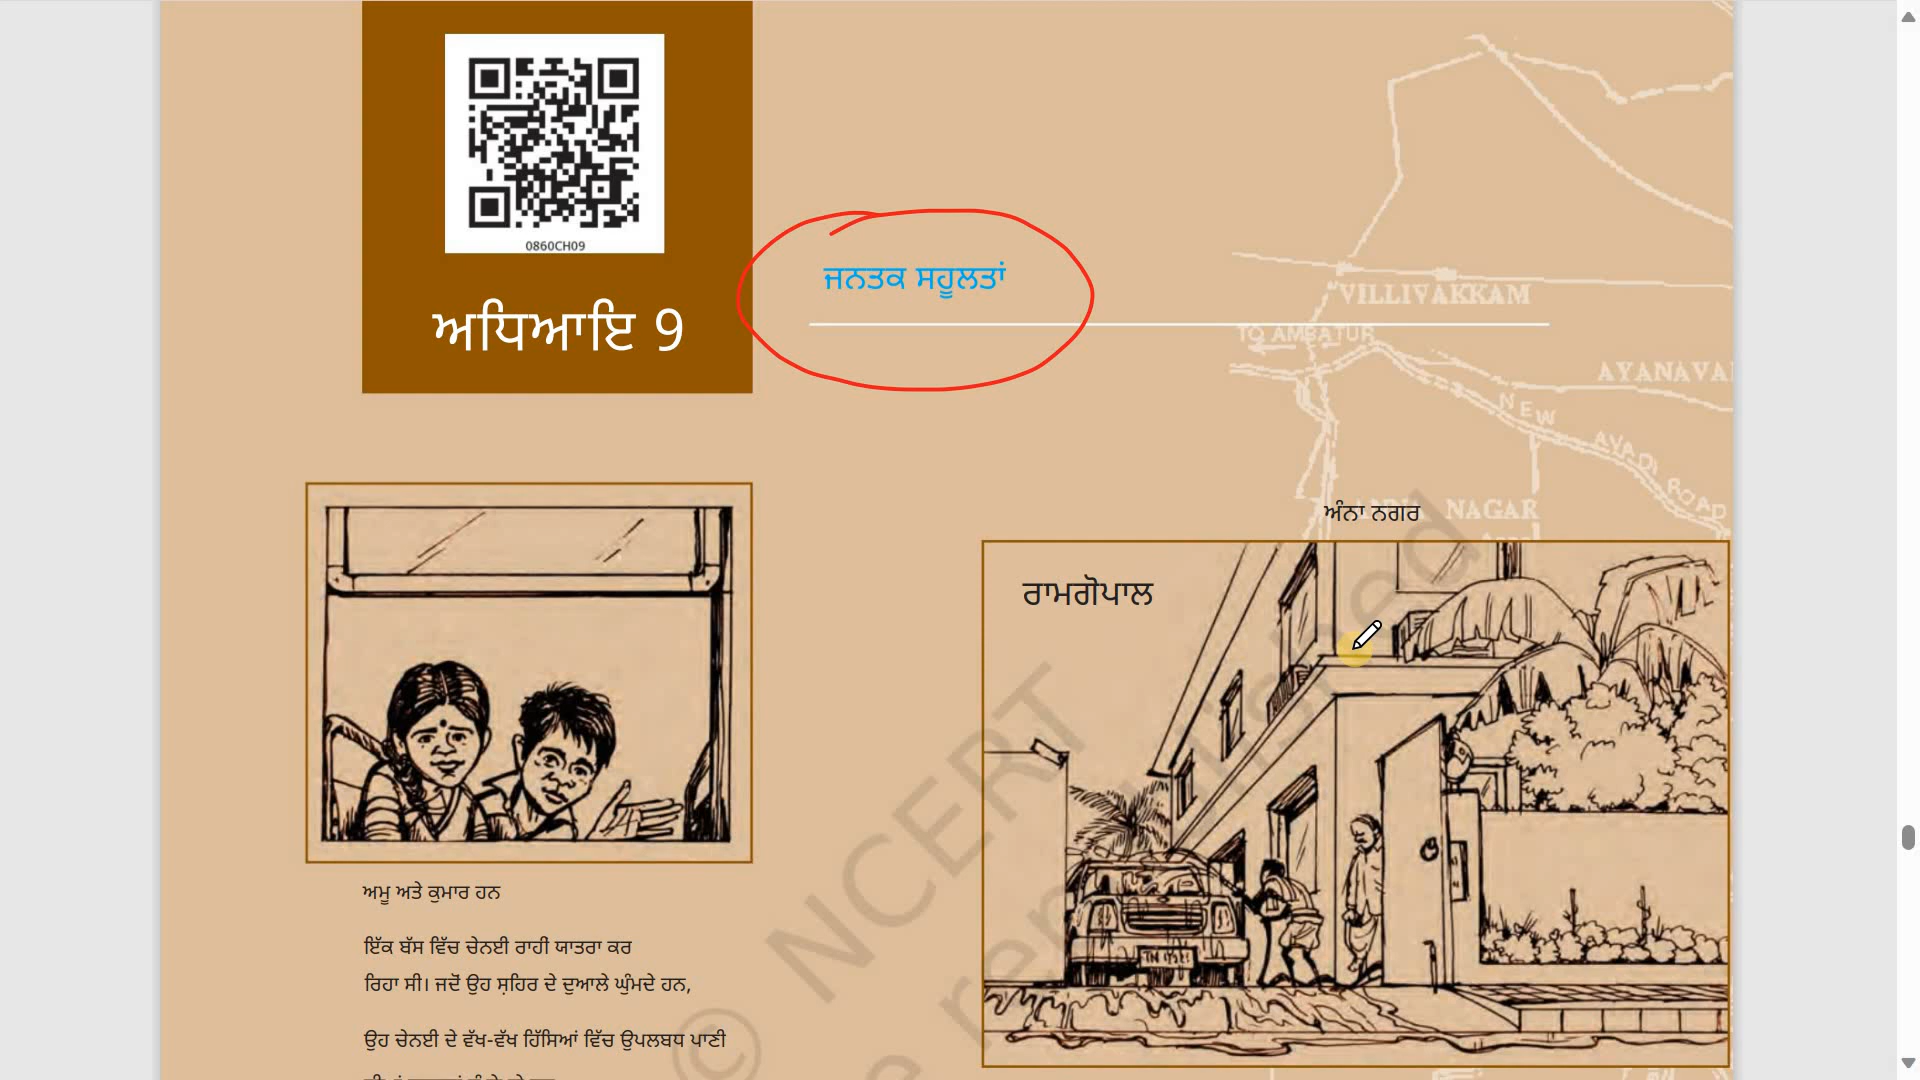 0860CH09
ਅਧਿਆਇ 9
ਜਨਤਕ ਸਹੂਲਤਾਂ
VILLIVAKKAM
TO AMBATUR
NEW AVADI ROAD
ਅੰਨਾ ਨਗਰ
NAGAR
ਰਾਮਗੋਪਾਲ
ਅਮੂ ਅਤੇ ਕੁਮਾਰ ਹਨ
ਇੱਕ ਬੱਸ ਵਿੱਚ ਚੇਨਈ ਰਾਹੀ ਯਾਤਰਾ ਕਰ
ਰਿਹਾ ਸੀ। ਜਦੋਂ ਉਹ ਸ਼ਹਿਰ ਦੇ ਦੁਆਲੇ ਘੁੰਮਦੇ ਹਨ,
ਉਹ ਚੇਨਈ ਦੇ ਵੱਖ-ਵੱਖ ਹਿੱਸਿਆਂ ਵਿੱਚ ਉਪਲਬਧ ਪਾਣੀ
© NCERT